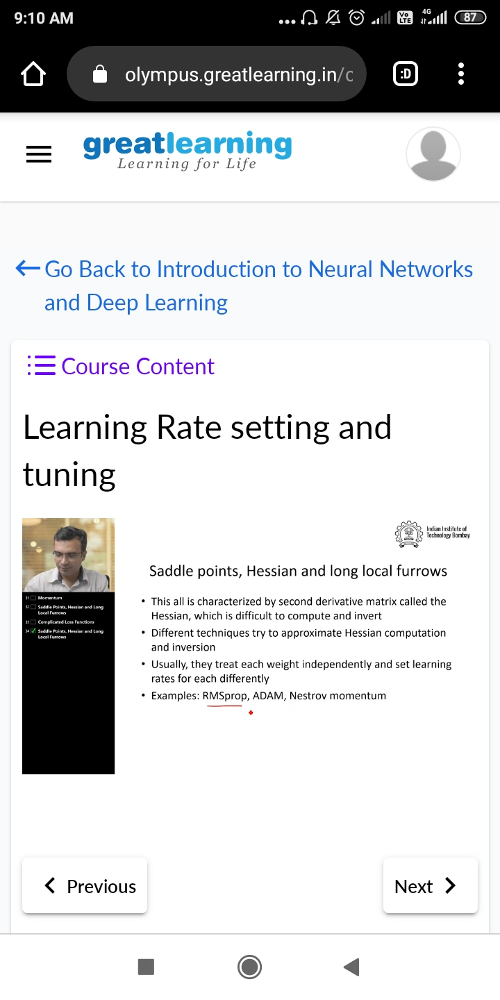 9:10 AM
Vo LTE
4G
87
olympus.greatlearning.in/c
:D
greatlearning
Learning for Life
Go Back to Introduction to Neural Networks
and Deep Learning
Course Content
Learning Rate setting and
tuning
Indian Institute of
Technology Bombay
Saddle points, Hessian and long local furrows
31 Momentum
32 Saddle Points, Hessian and Long
Local Furrows
33 Complicated Loss Functions
34 Saddle Points, Hessian and Long
Local Furrows
• This all is characterized by second derivative matrix called the
Hessian, which is difficult to compute and invert
• Different techniques try to approximate Hessian computation
and inversion
• Usually, they treat each weight independently and set learning
rates for each differently
• Examples: RMSprop, ADAM, Nestrov momentum
Previous
Next